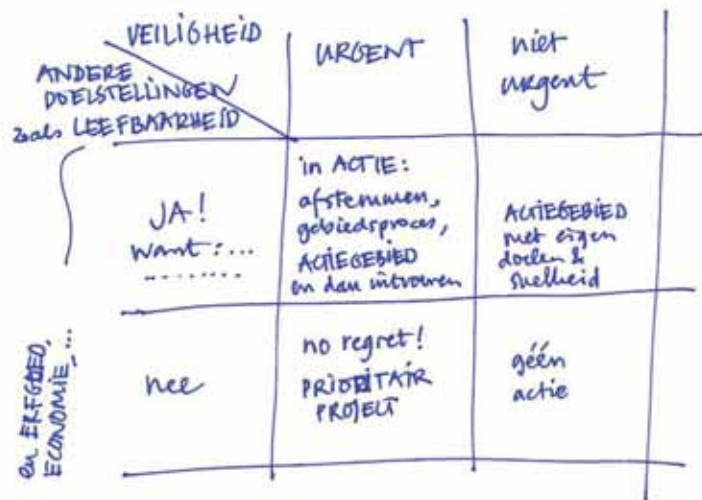 VEILIGHEID
ANDERE
DOELSTELLINGEN
zoals LEEFBAARHEID
URGENT
niet
urgent
JA!
want:...
.........
in ACTIE:
afstemmen,
gebiedsproces,
ACTIEGEBIED
en dan uitvoeren
ACTIEGEBIED
met eigen
doelen &
snelheid
nee
no regret!
PRIORITAIR
PROJECT
géén
actie
en ERFGOED,
ECONOMIE, ...